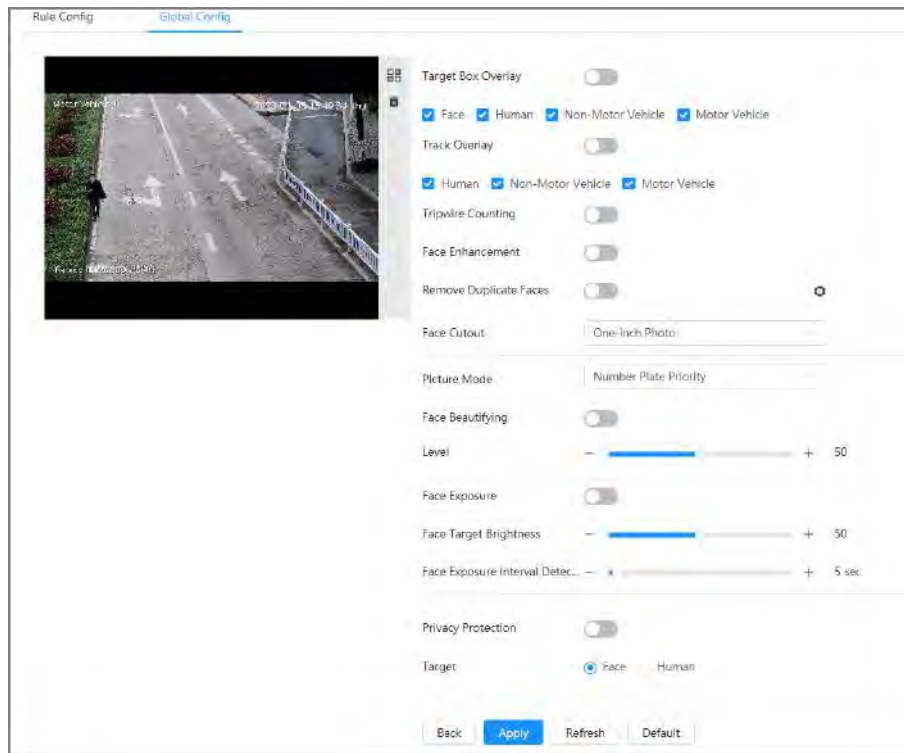 Rule Config Global Config
Target Box Overlay
Face Human Non-Motor Vehicle Motor Vehicle
Track Overlay
Human Non-Motor Vehicle Motor Vehicle
Tripwire Counting
Face Enhancement
Remove Duplicate Faces
Face Cutout One-Inch Photo
Picture Mode Number Plate Priority
Face Beautifying
Level - + 50
Face Exposure
Face Target Brightness - + 50
Face Exposure Interval Detec... - + 5 sec
Privacy Protection
Target Face Human
Back Apply Refresh Default